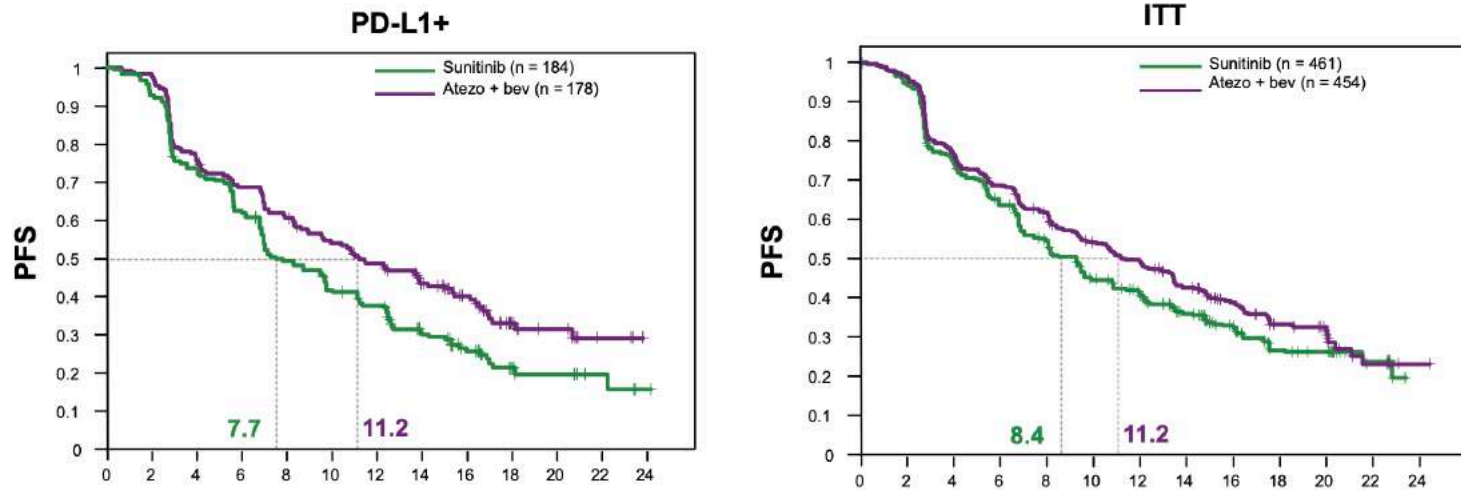 PD-L1+
Sunitinib (n = 184)
Atezo + bev (n = 178)
PFS
1
0.9
0.8
0.7
0.6
0.5
0.4
0.3
0.2
0.1
0
7.7
11.2
0 2 4 6 8 10 12 14 16 18 20 22 24
ITT
Sunitinib (n = 461)
Atezo + bev (n = 454)
PFS
1
0.9
0.8
0.7
0.6
0.5
0.4
0.3
0.2
0.1
0
8.4
11.2
0 2 4 6 8 10 12 14 16 18 20 22 24